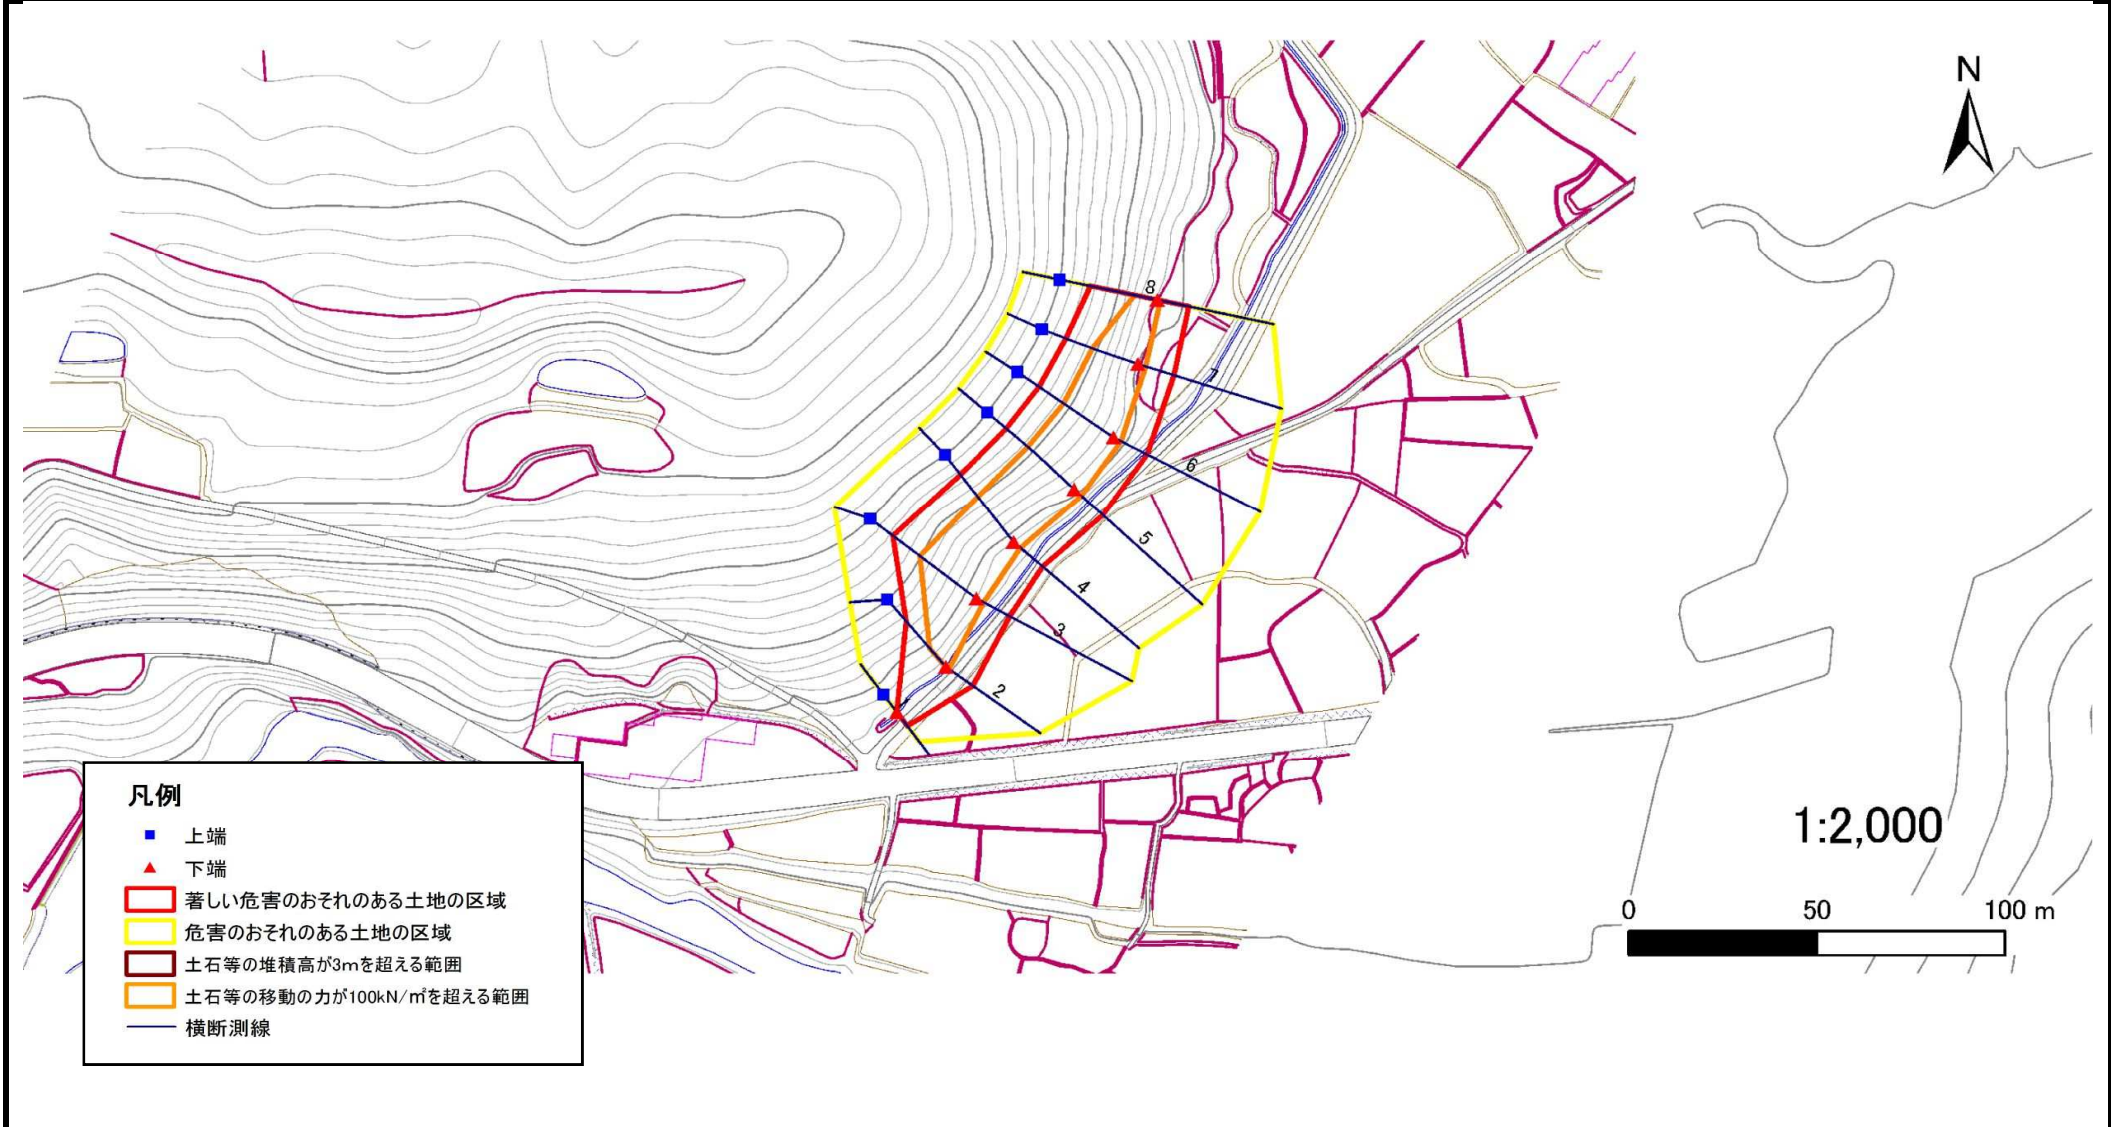 N
8
7
6
5
4
3
2
1
凡例
上端
下端
著しい危害のおそれのある土地の区域
危害のおそれのある土地の区域
土石等の堆積高が3mを超える範囲
土石等の移動の力が100kN/㎡を超える範囲
横断測線
1:2,000
0 50 100 m